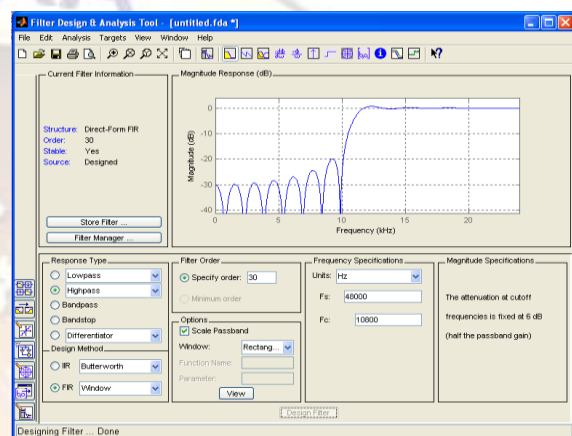 Filter Design & Analysis Tool - [untitled.fda *]
File Edit Analysis Targets View Window Help
Current Filter Information
Structure: Direct-Form FIR
Order: 30
Stable: Yes
Source: Designed
Store Filter ...
Filter Manager ...
Magnitude Response (dB)
Magnitude (dB)
0
-10
-20
-30
-40
0 5 10 15 20
Frequency (kHz)
Response Type
Lowpass
Highpass
Bandpass
Bandstop
Differentiator
Design Method
IIR Butterworth
FIR Window
Filter Order
Specify order: 30
Minimum order
Options
Scale Passband
Window: Rectang...
Function Name:
Parameter:
View
Frequency Specifications
Units: Hz
Fs: 48000
Fc: 10800
Magnitude Specifications
The attenuation at cutoff
frequencies is fixed at 6 dB
(half the passband gain)
Design Filter
Designing Filter ... Done